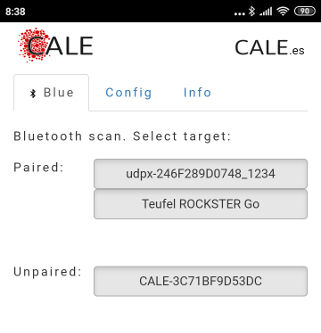 8:38
90
CALE
CALE.es
Blue
Config
Info
Bluetooth scan. Select target:
Paired:
udpx-246F289D0748_1234
Teufel ROCKSTER Go
Unpaired:
CALE-3C71BF9D53DC